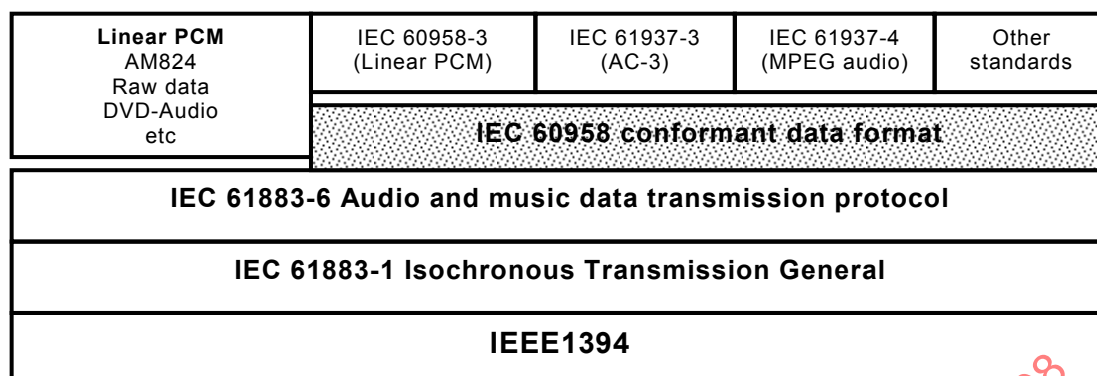 Linear PCM
AM824
Raw data
DVD-Audio
etc
IEC 60958-3
(Linear PCM)
IEC 61937-3
(AC-3)
IEC 61937-4
(MPEG audio)
Other
standards
IEC 60958 conformant data format
IEC 61883-6 Audio and music data transmission protocol
IEC 61883-1 Isochronous Transmission General
IEEE1394